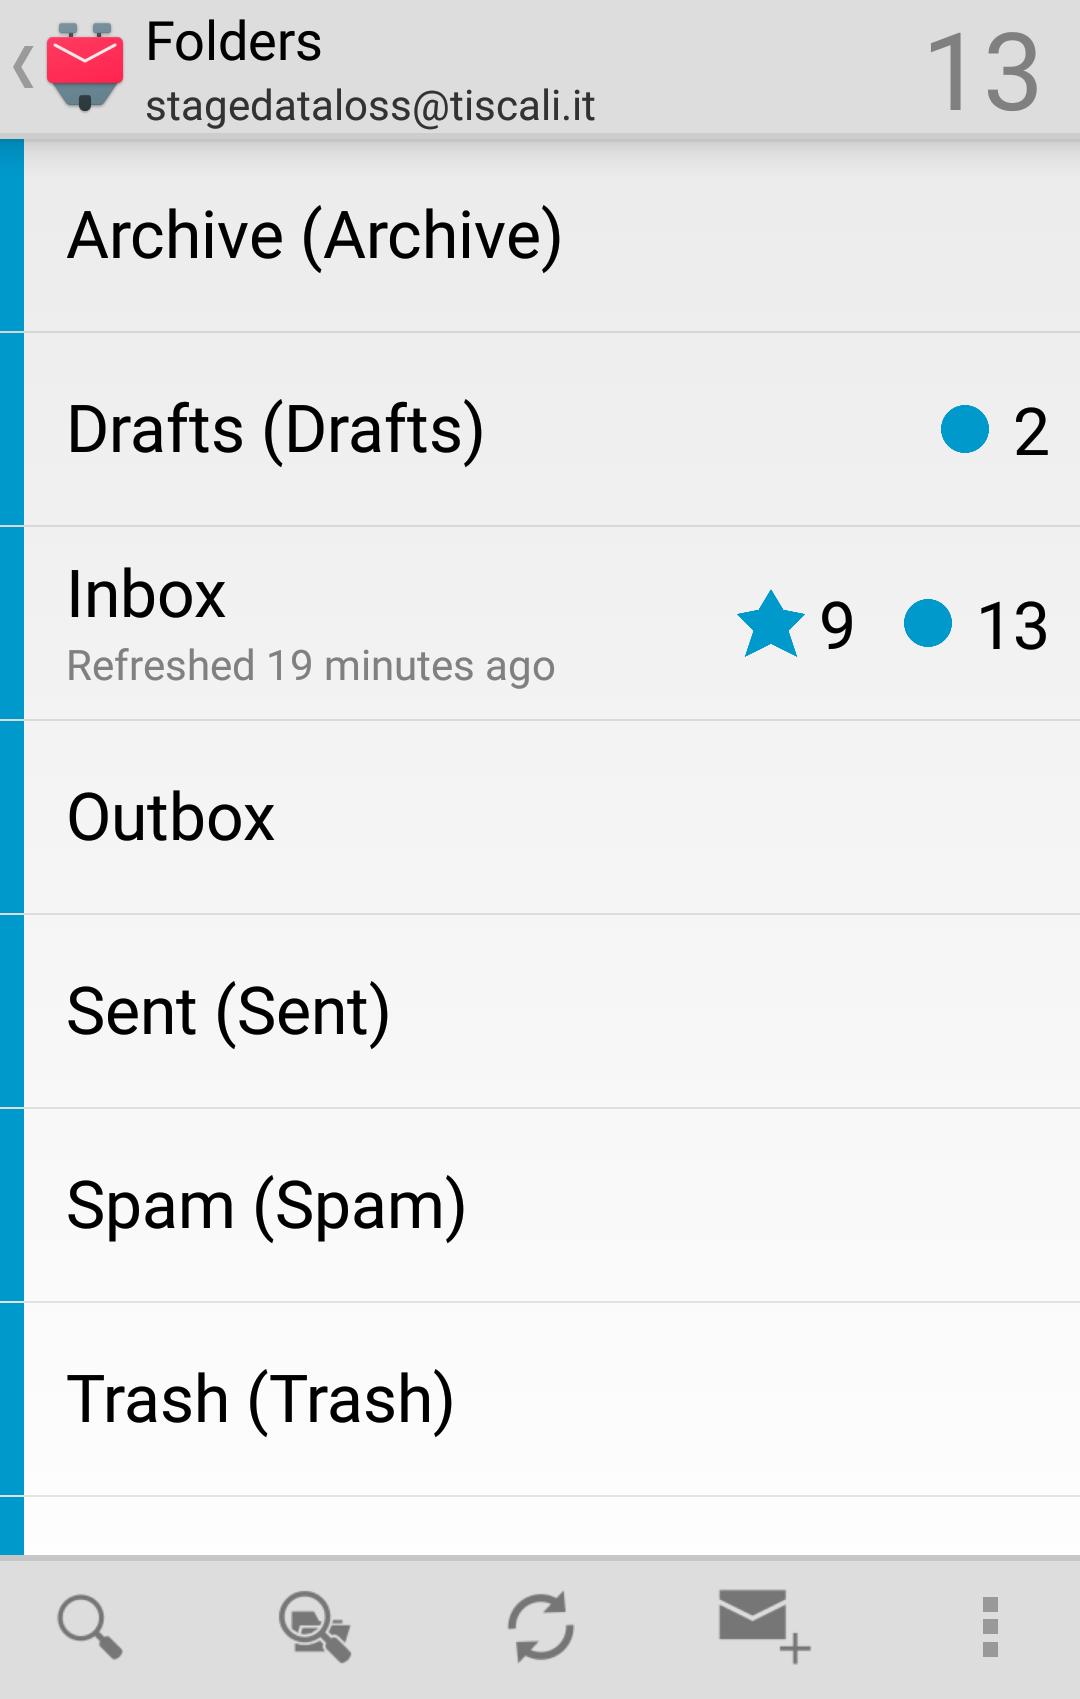 Folders
13
stagedataloss@tiscali.it
Archive (Archive)
Drafts (Drafts)
2
Inbox
9
13
Refreshed 19 minutes ago
Outbox
Sent (Sent)
Spam (Spam)
Trash (Trash)